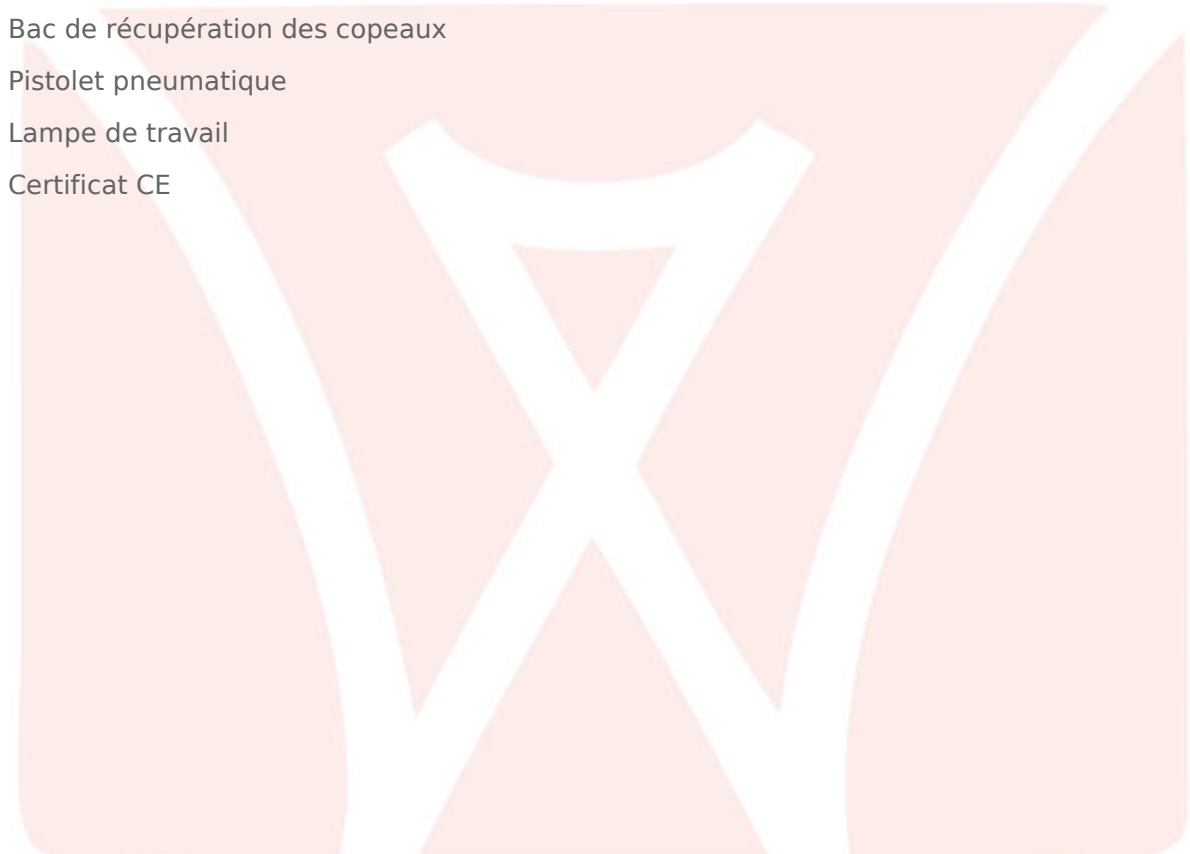 Bac de récupération des copeaux
Pistolet pneumatique
Lampe de travail
Certificat CE